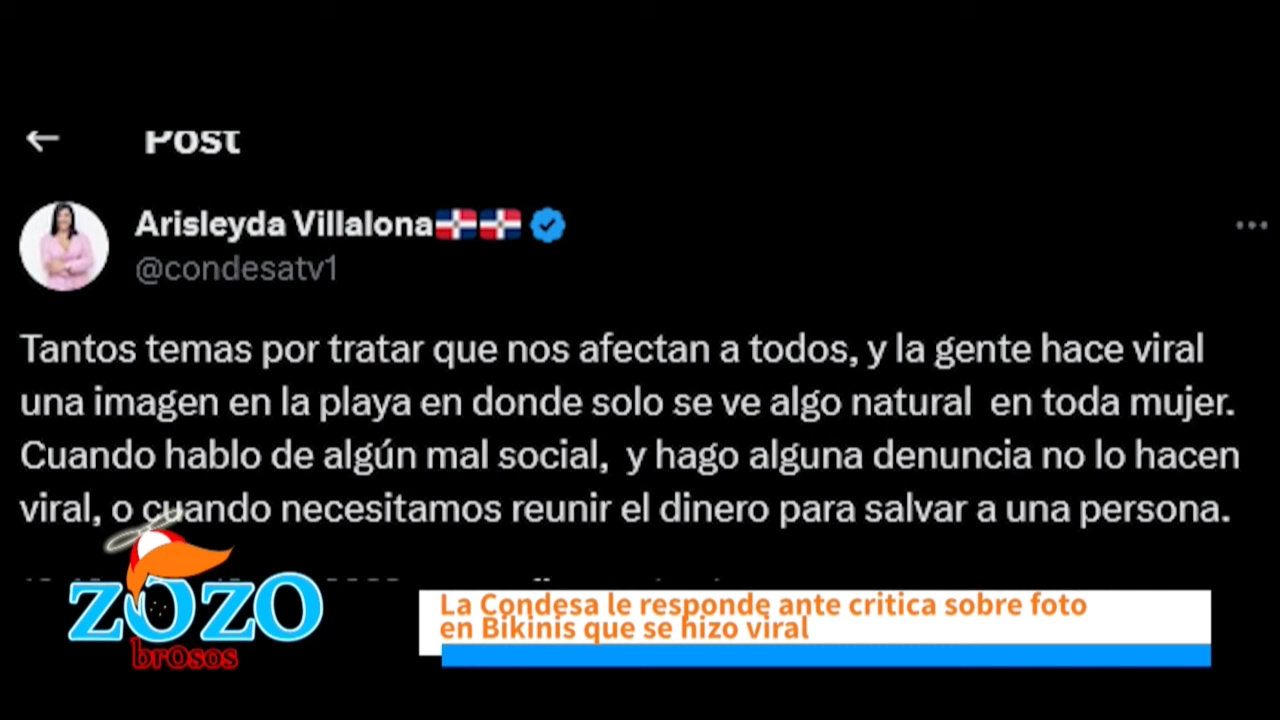 Post
Arisleyda Villalona
@condesatv1
Tantos temas por tratar que nos afectan a todos, y la gente hace viral
una imagen en la playa en donde solo se ve algo natural en toda mujer.
Cuando hablo de algún mal social, y hago alguna denuncia no lo hacen
viral, o cuando necesitamos reunir el dinero para salvar a una persona.
zozo
brosos
La Condesa le responde ante critica sobre foto
en Bikinis que se hizo viral